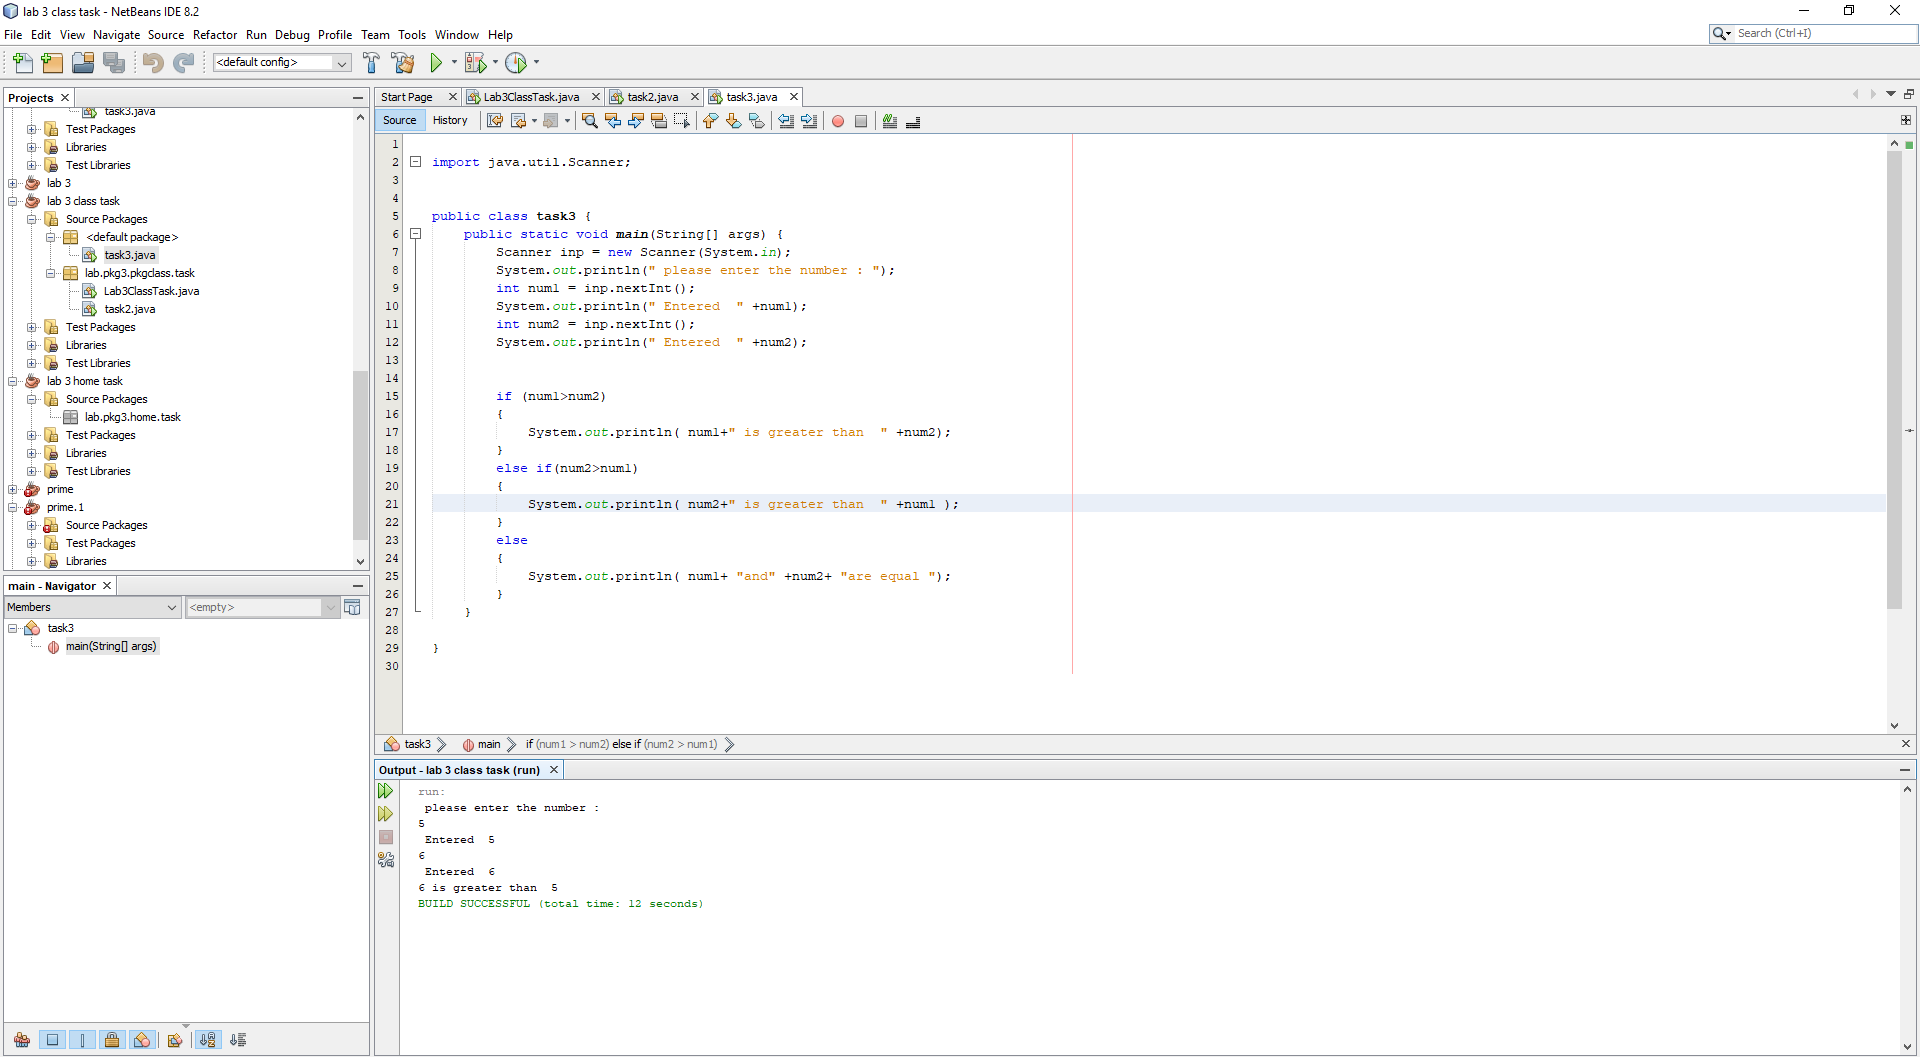 lab 3 class task - NetBeans IDE 8.2
File Edit View Navigate Source Refactor Run Debug Profile Team Tools Window Help
Search (Ctrl+I)
<default config>
Projects
task3.java
Test Packages
Libraries
Test Libraries
lab 3
lab 3 class task
Source Packages
<default package>
task3.java
lab.pkg3.pkgclass.task
Lab3ClassTask.java
task2.java
Test Packages
Libraries
Test Libraries
lab 3 home task
Source Packages
lab.pkg3.home.task
Test Packages
Libraries
Test Libraries
prime
prime.1
Source Packages
Test Packages
Libraries
main - Navigator
Members <empty>
task3
main(String[] args)
Start Page Lab3ClassTask.java task2.java task3.java
Source History
1
2 import java.util.Scanner;
3
4
5 public class task3 {
6 public static void main(String[] args) {
7 Scanner inp = new Scanner(System.in);
8 System.out.println(" please enter the number : ");
9 int num1 = inp.nextInt();
10 System.out.println(" Entered  " +num1);
11 int num2 = inp.nextInt();
12 System.out.println(" Entered  " +num2);
13
14
15 if (num1>num2)
16 {
17 System.out.println( num1+" is greater than  " +num2);
18 }
19 else if(num2>num1)
20 {
21 System.out.println( num2+" is greater than  " +num1 );
22 }
23 else
24 {
25 System.out.println( num1+ "and" +num2+ "are equal ");
26 }
27 }
28
29 }
30
task3 main if (num1 > num2) else if (num2 > num1)
Output - lab 3 class task (run)
run:
please enter the number :
5
Entered  5
6
Entered  6
6 is greater than  5
BUILD SUCCESSFUL (total time: 12 seconds)